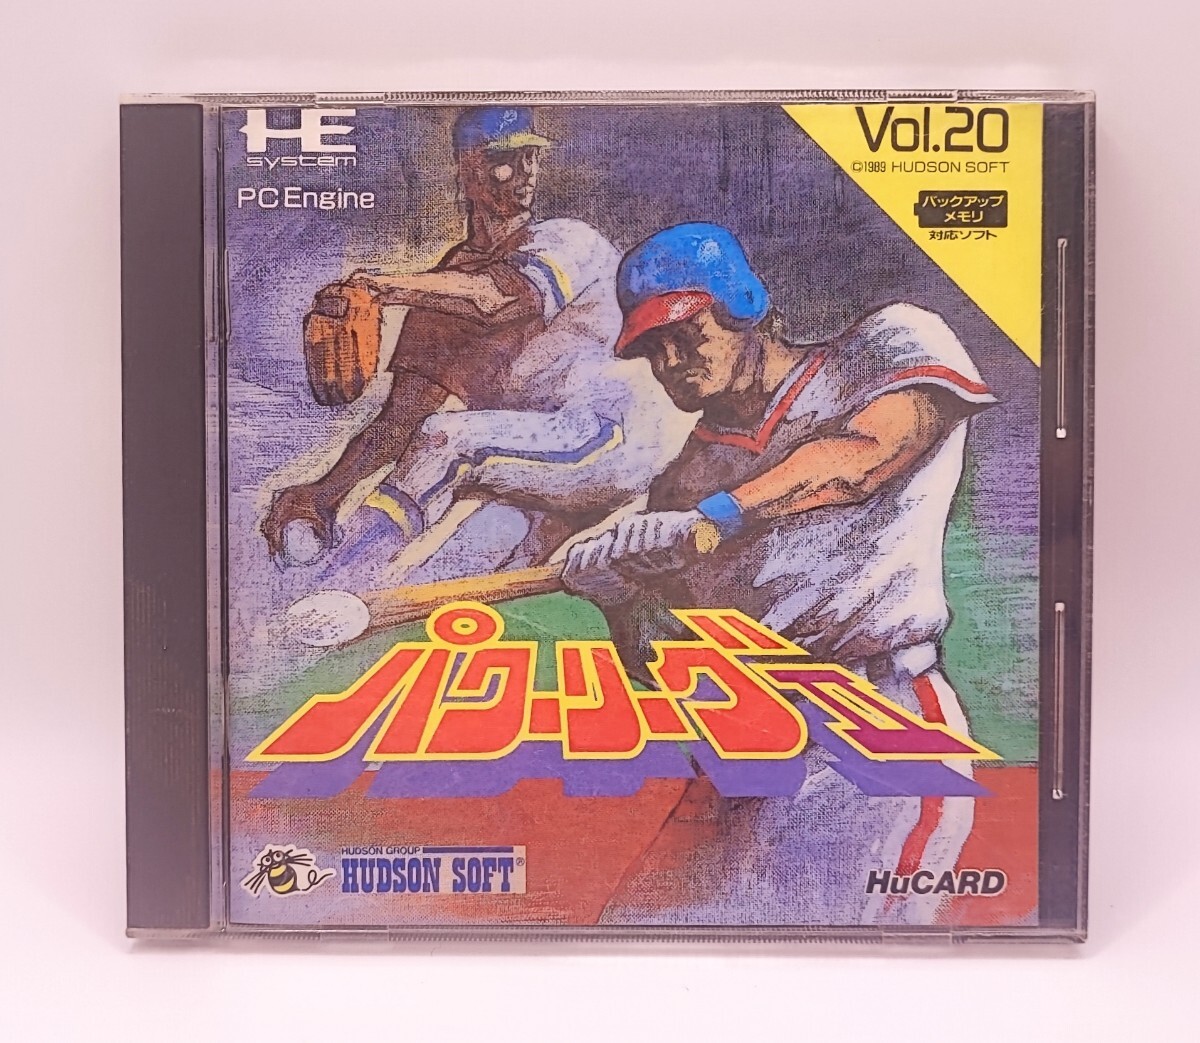 HE
system
PC Engine
Vol.20
©1989 HUDSON SOFT
バックアップ
メモリ
対応ソフト
パワーリーグII
HUDSON GROUP
HUDSON SOFT®
HuCARD